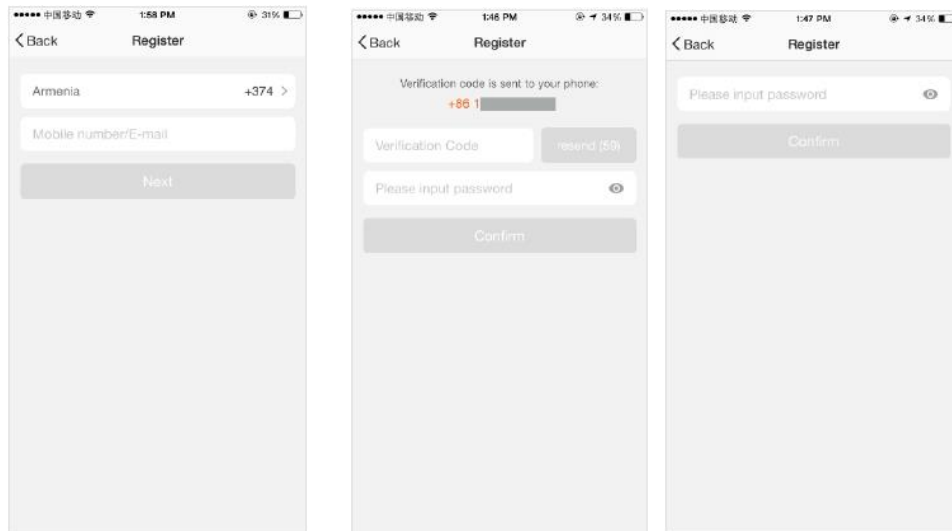 中国移动 1:58 PM 31%
Back Register
Armenia +374
Mobile number/E-mail
Next
中国移动 1:46 PM 34%
Back Register
Verification code is sent to your phone:
+86 1
Verification Code resend (59)
Please input password
Confirm
中国移动 1:47 PM 34%
Back Register
Please input password
Confirm